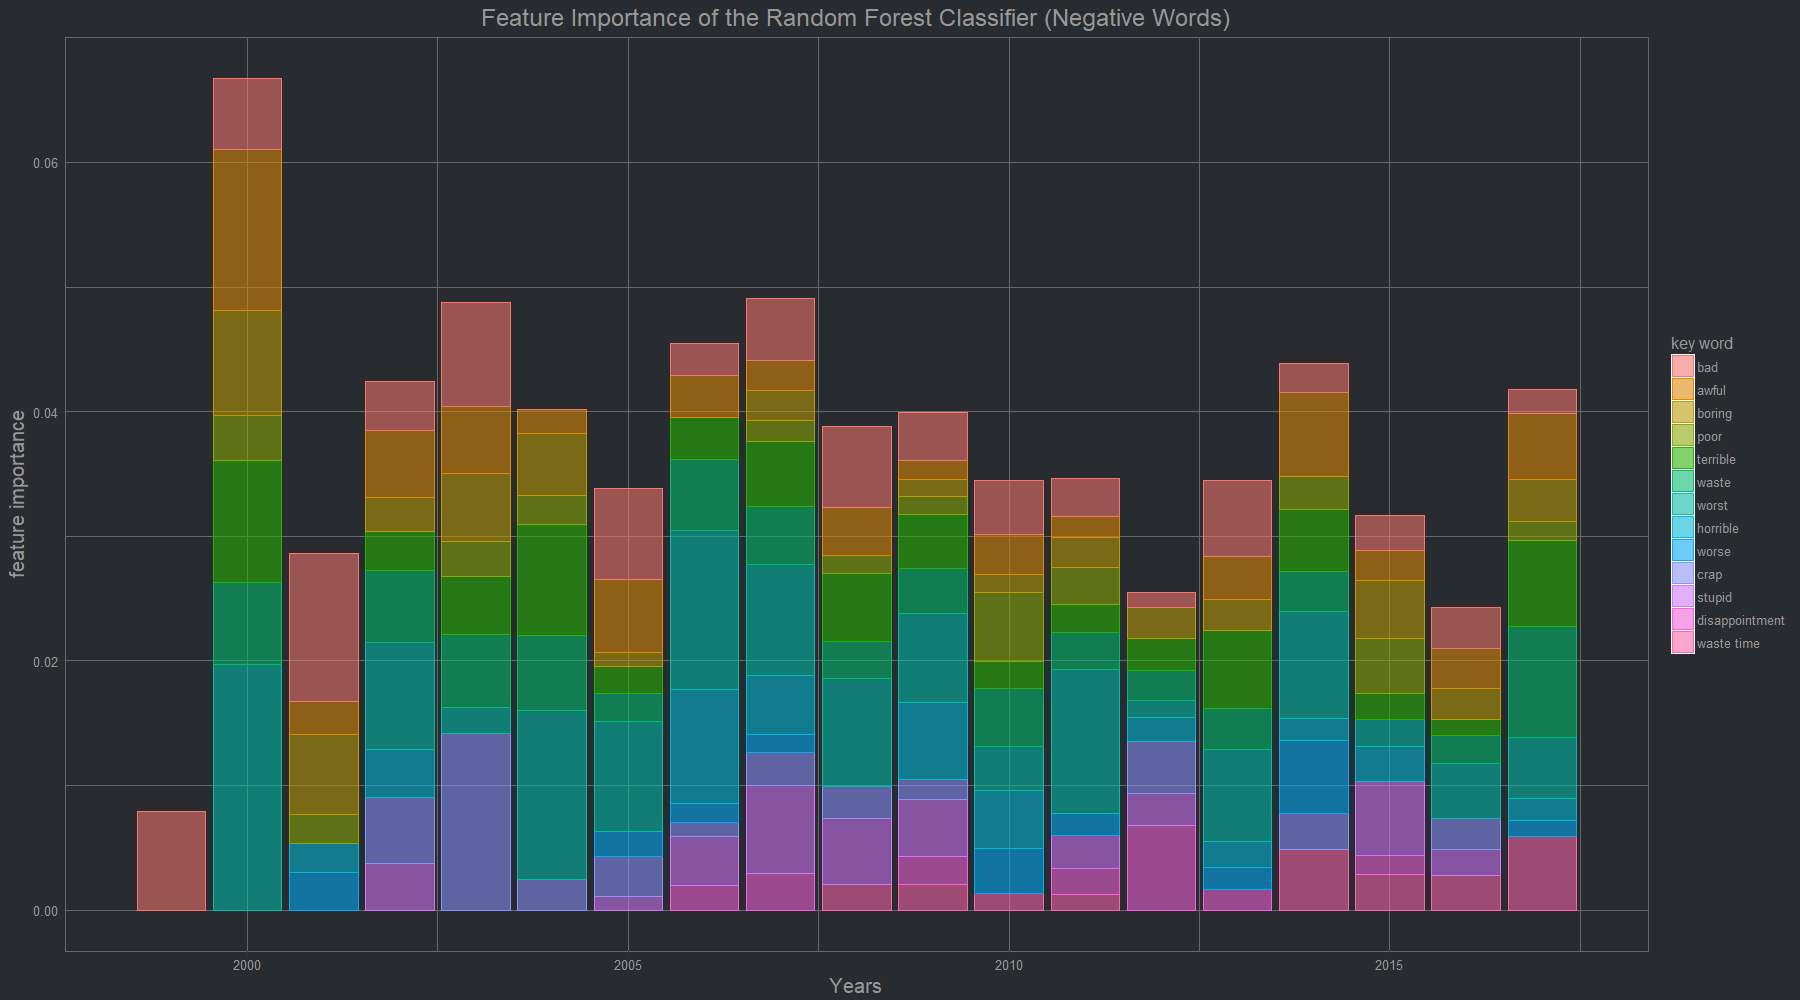 Feature Importance of the Random Forest Classifier (Negative Words)
feature importance
0.06
0.04
0.02
0.00
2000
2005
2010
2015
Years
key word
bad
awful
boring
poor
terrible
waste
worst
horrible
worse
crap
stupid
disappointment
waste time